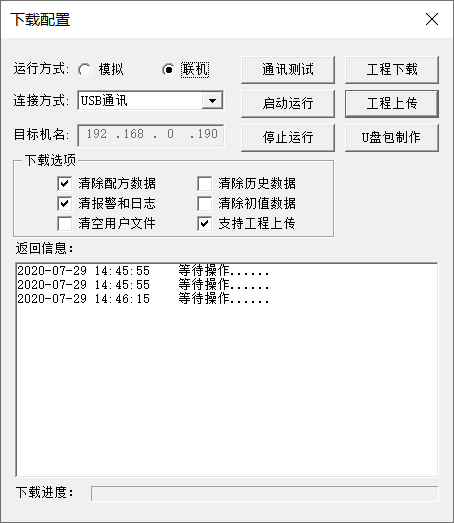 下载配置
运行方式: 模拟 联机 通讯测试 工程下载
连接方式: USB通讯 启动运行 工程上传
目标机名: 192 .168 . 0 .190 停止运行 U盘包制作
下载选项
清除配方数据 清除历史数据
清报警和日志 清除初值数据
清空用户文件 支持工程上传
返回信息:
2020-07-29 14:45:55 等待操作......
2020-07-29 14:45:55 等待操作......
2020-07-29 14:46:15 等待操作......
下载进度: